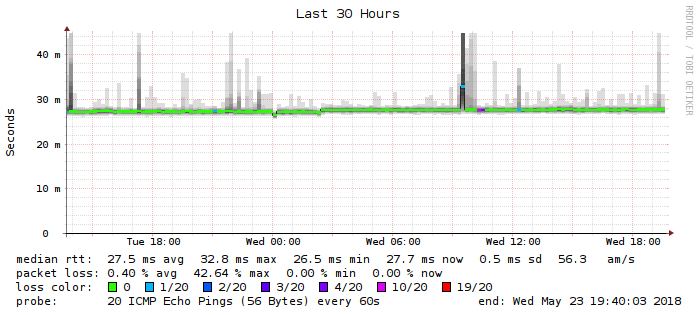 Last 30 Hours
RRDTOOL / TOBI OETIKER
Seconds
40 m
30 m
20 m
10 m
0
Tue 18:00 Wed 00:00 Wed 06:00 Wed 12:00 Wed 18:00
median rtt: 27.5 ms avg 32.8 ms max 26.5 ms min 27.7 ms now 0.5 ms sd 56.3 am/s
packet loss: 0.40 % avg 42.64 % max 0.00 % min 0.00 % now
loss color: 0 1/20 2/20 3/20 4/20 10/20 19/20
probe: 20 ICMP Echo Pings (56 Bytes) every 60s end: Wed May 23 19:40:03 2018